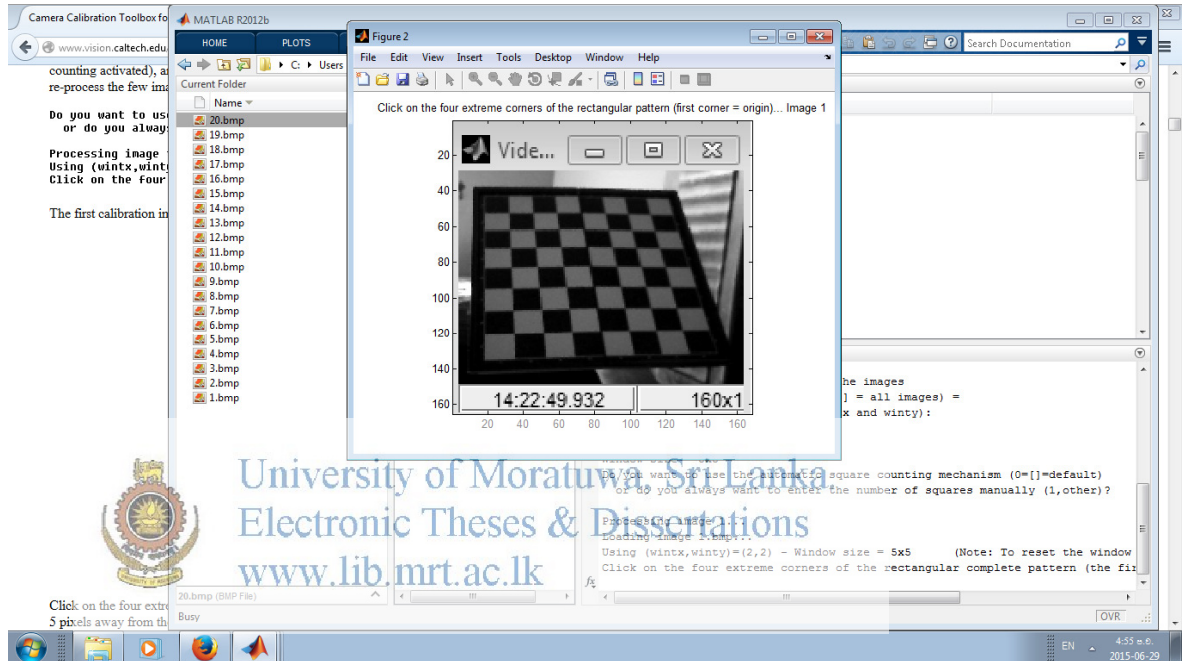 Camera Calibration Toolbox fo
www.vision.caltech.edu
counting activated), a
re-process the few ima
Do you want to us
or do you alway
Processing image
Using (wintx,wint
Click on the four
The first calibration in
Click on the four extre
5 pixels away from th
MATLAB R2012b
HOME
PLOTS
Search Documentation
C:
Users
Current Folder
Name
20.bmp
19.bmp
18.bmp
17.bmp
16.bmp
15.bmp
14.bmp
13.bmp
12.bmp
11.bmp
10.bmp
9.bmp
8.bmp
7.bmp
6.bmp
5.bmp
4.bmp
3.bmp
2.bmp
1.bmp
20.bmp (BMP File)
Busy
Figure 2
File Edit View Insert Tools Desktop Window Help
Click on the four extreme corners of the rectangular pattern (first corner = origin)... Image 1
Vide...
20
40
60
80
100
120
140
160
14:22:49.932
160x1
20 40 60 80 100 120 140 160
he images
] = all images) =
x and winty):
Do you want to use the automatic square counting mechanism (0=[]=default)
or do you always want to enter the number of squares manually (1,other)?
Processing image 1...
Loading image 1.bmp...
Using (wintx,winty)=(2,2) - Window size = 5x5 (Note: To reset the window
Click on the four extreme corners of the rectangular complete pattern (the fir
fx
OVR
University of Moratuwa, Sri Lanka.
Electronic Theses & Dissertations
www.lib.mrt.ac.lk
EN
4:55
2015-06-29